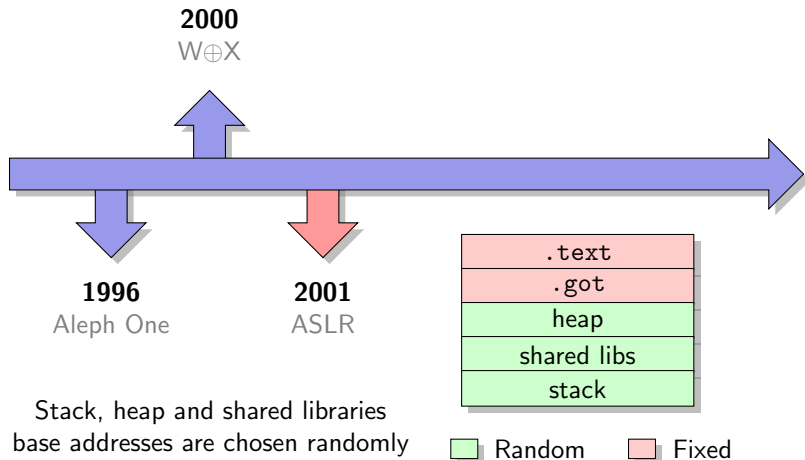 2000
W⊕X
1996
Aleph One
2001
ASLR
.text
.got
heap
shared libs
stack
Stack, heap and shared libraries
base addresses are chosen randomly
Random
Fixed